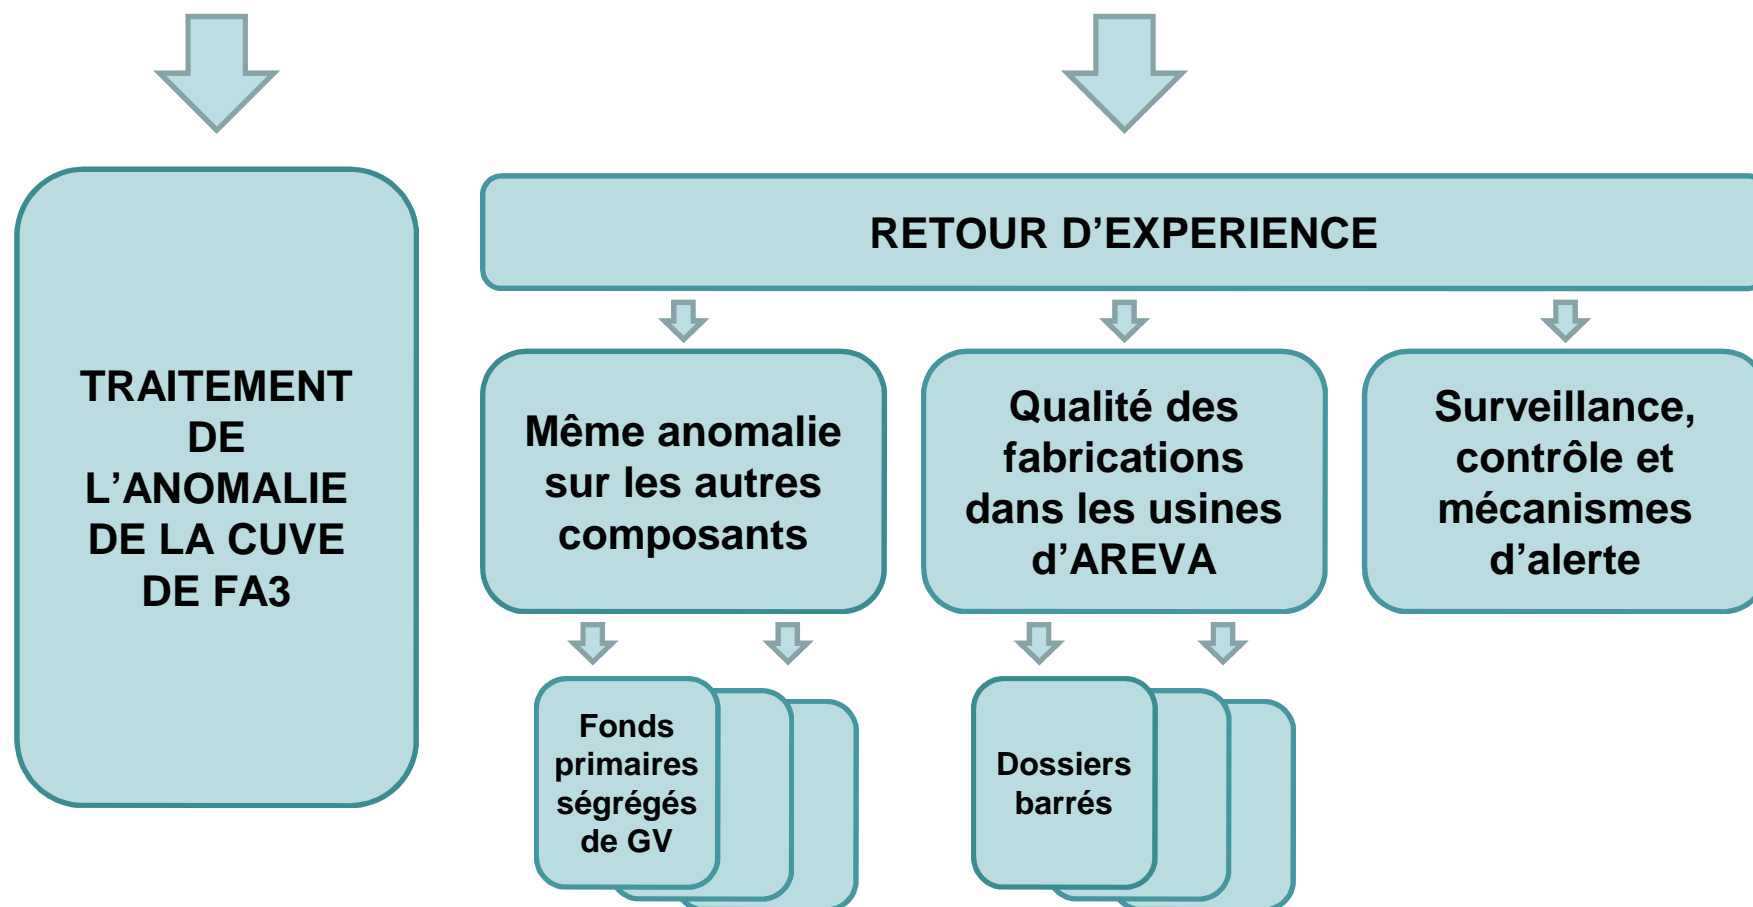 TRAITEMENT
DE
L’ANOMALIE
DE LA CUVE
DE FA3
RETOUR D’EXPERIENCE
Même anomalie
sur les autres
composants
Qualité des
fabrications
dans les usines
d’AREVA
Surveillance,
contrôle et
mécanismes
d’alerte
Fonds
primaires
ségrégés
de GV
Dossiers
barrés